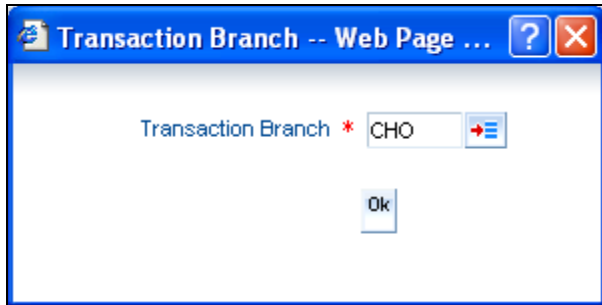 Transaction Branch -- Web Page ...
Transaction Branch * CHO
Ok